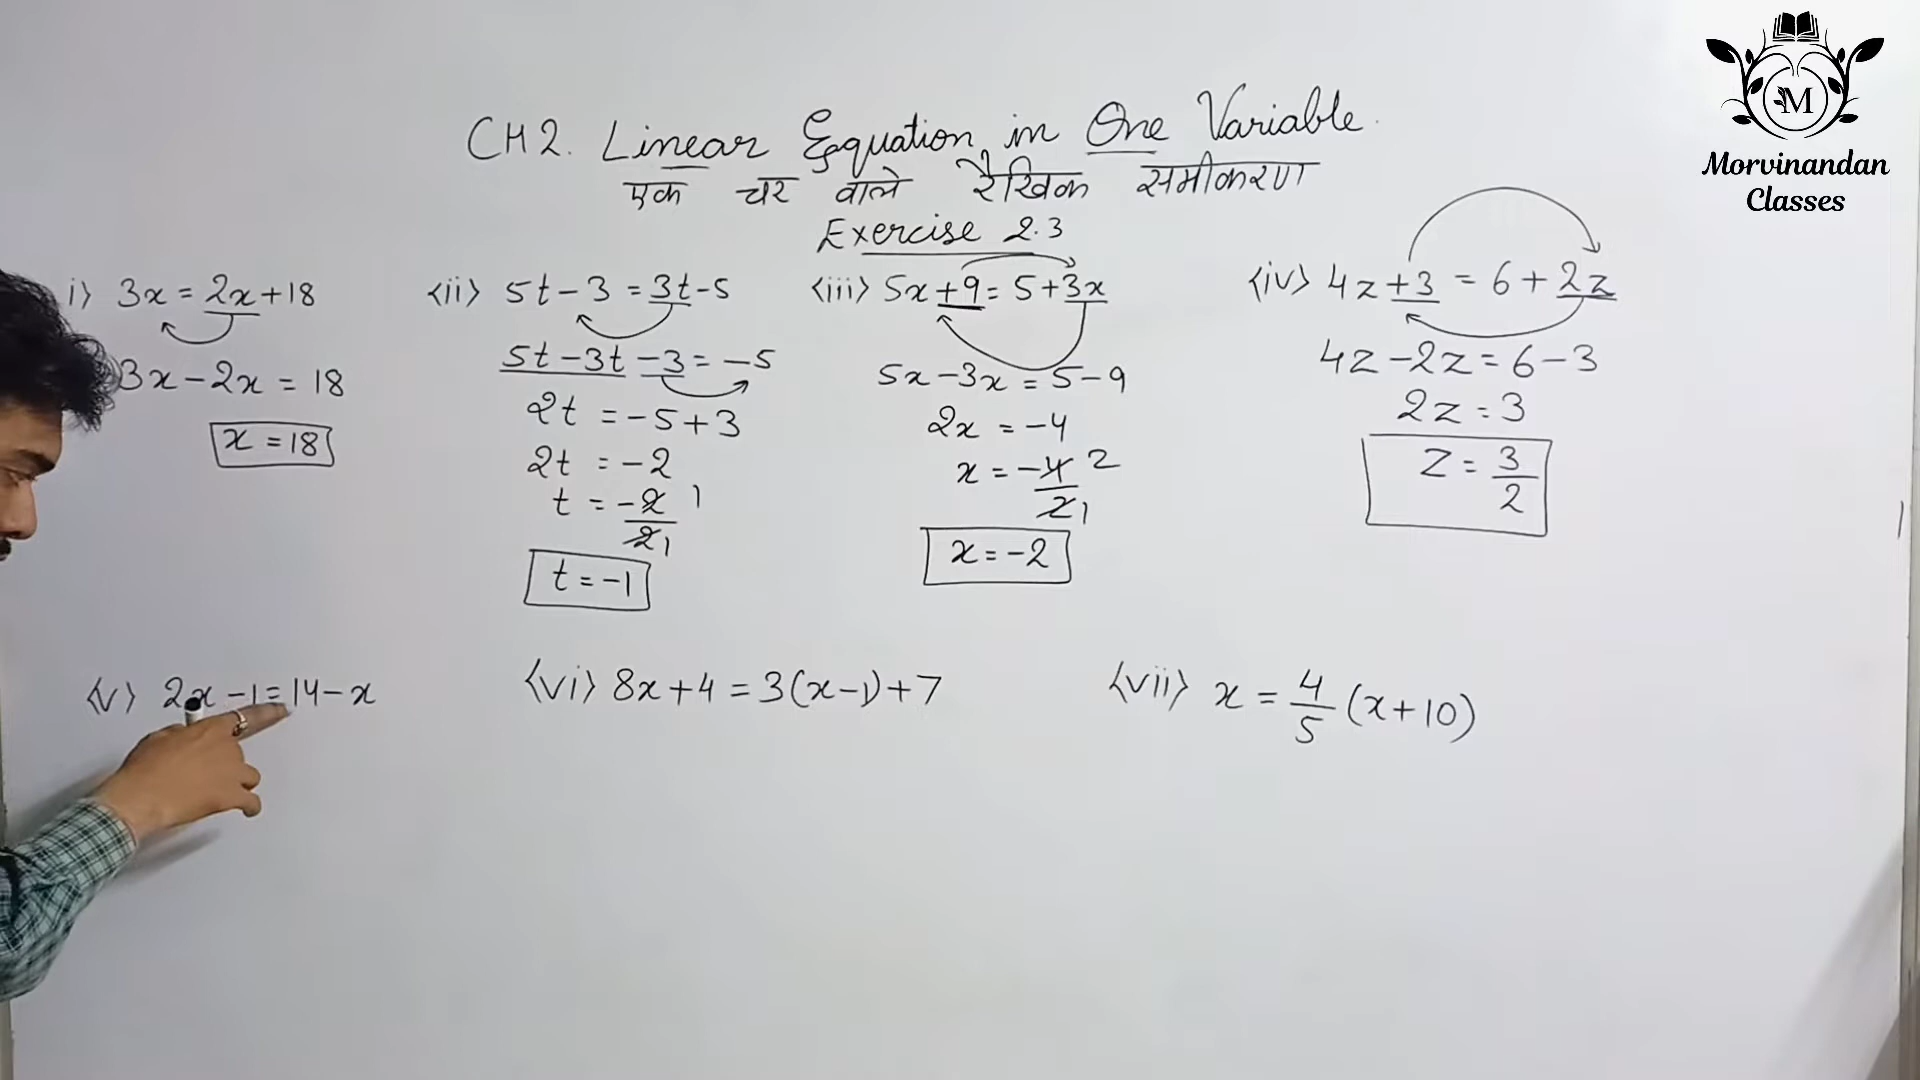 M
Morvinandan
Classes
CH2. Linear Equation in One Variable.
एक चर वाले रैखिक समीकरण
Exercise 2.3
i) 3x = 2x+18
3x-2x = 18
x = 18
(ii) 5t-3 = 3t-5
5t-3t-3 = -5
2t = -5+3
2t = -2
t = -2/2 1 1
t = -1
(iii) 5x+9 = 5+3x
5x-3x = 5-9
2x = -4
x = -4/2 2 1
x = -2
(iv) 4z+3 = 6+2z
4z-2z = 6-3
2z = 3
z = 3/2
(v) 2x-1 = 14-x
(vi) 8x+4 = 3(x-1)+7
(vii) x = 4/5 (x+10)